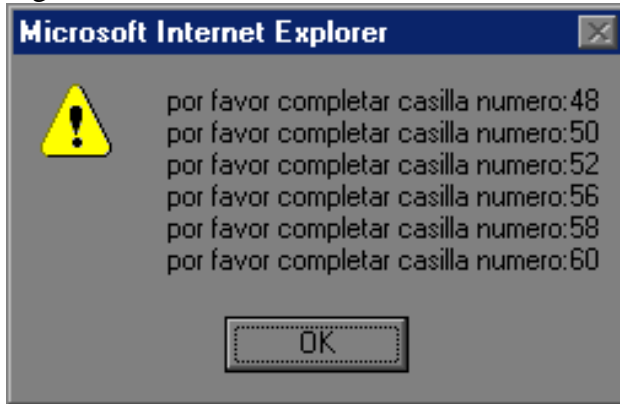 Microsoft Internet Explorer
por favor completar casilla numero:48
por favor completar casilla numero:50
por favor completar casilla numero:52
por favor completar casilla numero:56
por favor completar casilla numero:58
por favor completar casilla numero:60
OK